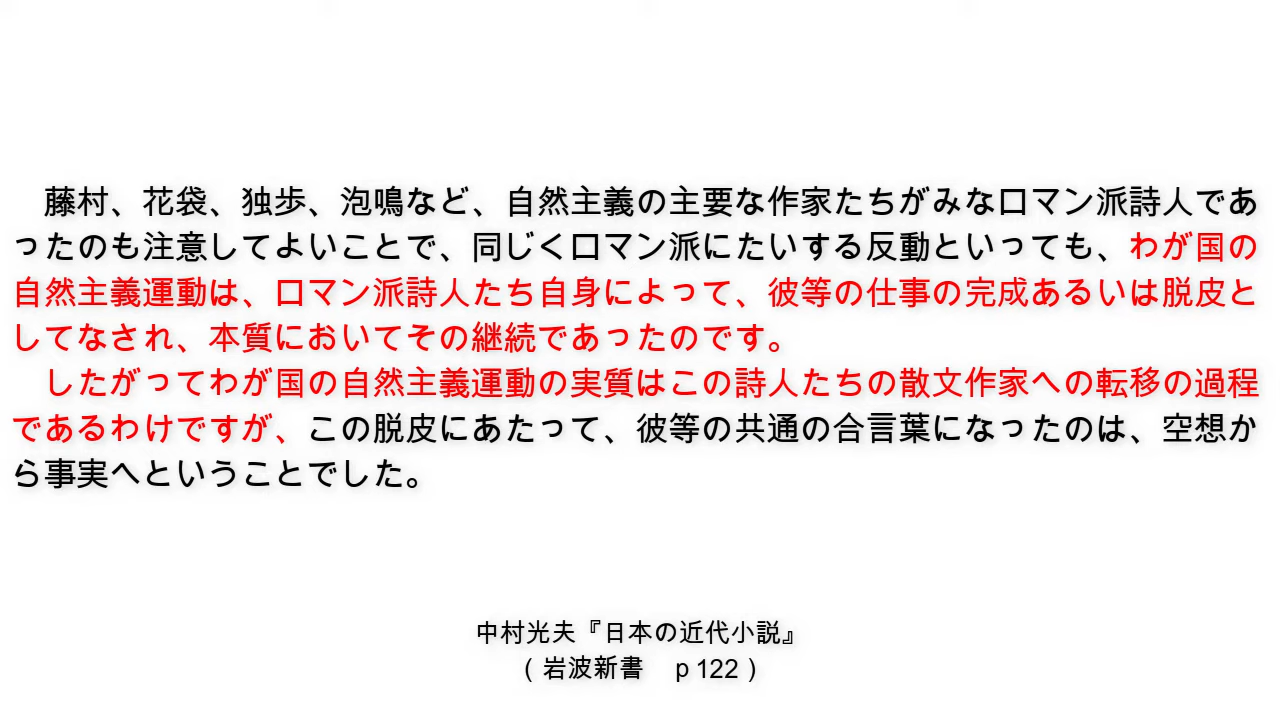 藤村、花袋、独歩、泡鳴など、自然主義の主要な作家たちがみなロマン派詩人であ
ったのも注意してよいことで、同じくロマン派にたいする反動といっても、わが国の
自然主義運動は、ロマン派詩人たち自身によって、彼等の仕事の完成あるいは脱皮と
してなされ、本質においてその継続であったのです。
　したがってわが国の自然主義運動の実質はこの詩人たちの散文作家への転移の過程
であるわけですが、この脱皮にあたって、彼等の共通の合言葉になったのは、空想か
ら事実へということでした。
中村光夫『日本の近代小説』
（岩波新書　ｐ122）